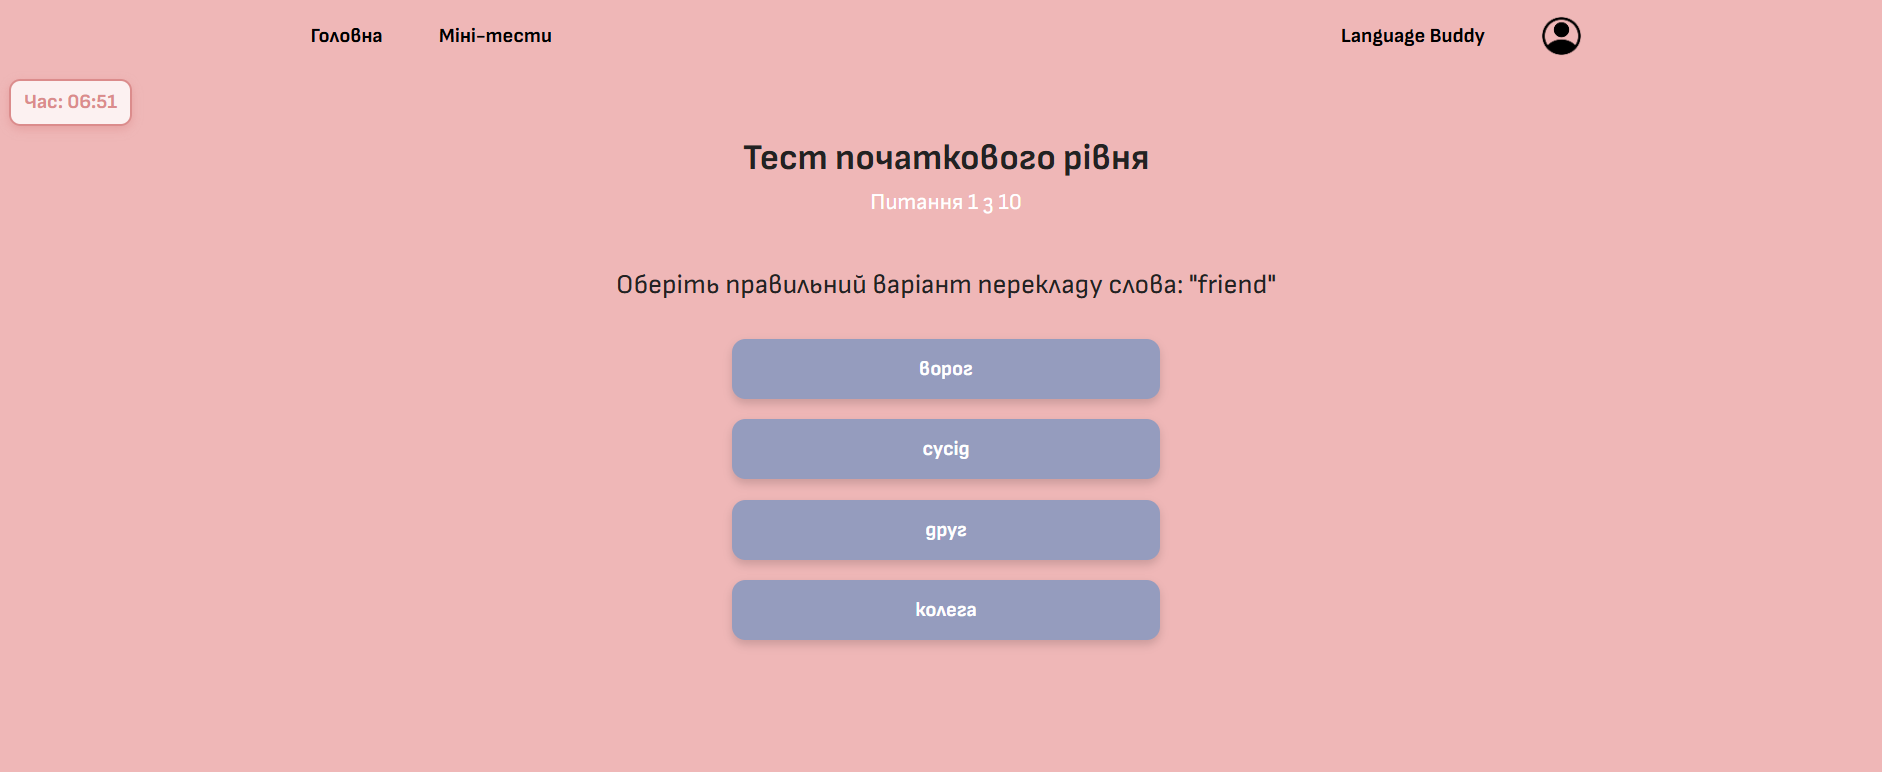 Головна Міні-тести Language Buddy
Час: 06:51
Тест початкового рівня
Питання 1 з 10
Оберіть правильний варіант перекладу слова: "friend"
ворог
сусід
друг
колега